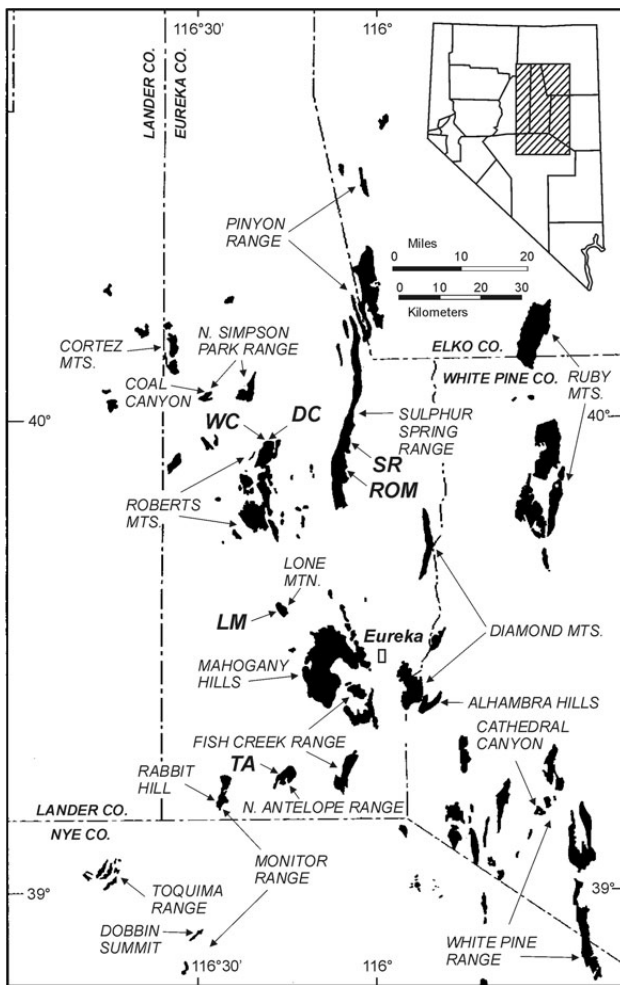 116°30'
116°
LANDER CO.
EUREKA CO.
PINYON
RANGE
Miles
0
10
20
0
10
20
30
Kilometers
CORTEZ
MTS.
N. SIMPSON
PARK RANGE
ELKO CO.
WHITE PINE CO.
RUBY
MTS.
COAL
CANYON
40°
WC
DC
SULPHUR
SPRING
RANGE
40°
SR
ROM
ROBERTS
MTS.
LONE
MTN.
LM
Eureka
DIAMOND MTS.
MAHOGANY
HILLS
ALHAMBRA HILLS
CATHEDRAL
CANYON
FISH CREEK RANGE
TA
RABBIT
HILL
N. ANTELOPE RANGE
LANDER CO.
NYE CO.
MONITOR
RANGE
39°
39°
TOQUIMA
RANGE
DOBBIN
SUMMIT
WHITE PINE
RANGE
116°30'
116°